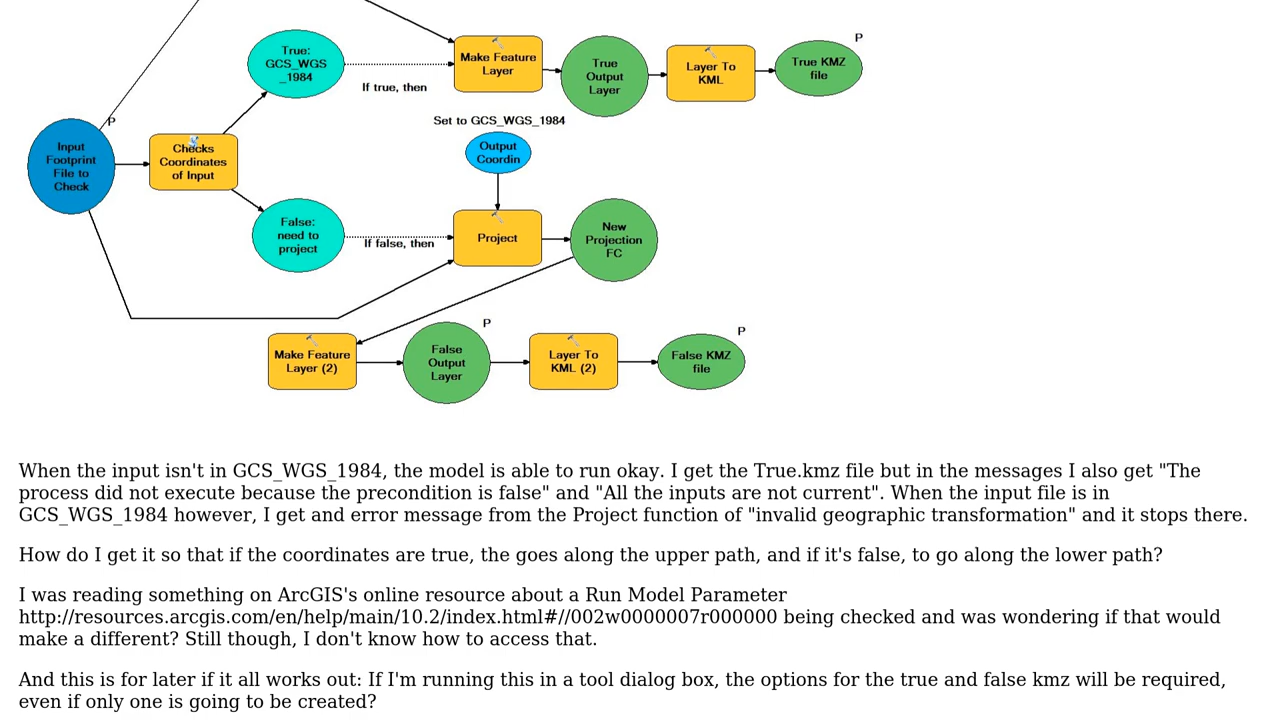 True:
GCS_WGS
_1984
If true, then
Make Feature
Layer
True
Output
Layer
Layer To
KML
P
True KMZ
file
Set to GCS_WGS_1984
Output
Coordin
P
Input
Footprint
File to
Check
Checks
Coordinates
of Input
False:
need to
project
If false, then
Project
New
Projection
FC
Make Feature
Layer (2)
P
False
Output
Layer
Layer To
KML (2)
P
False KMZ
file
When the input isn't in GCS_WGS_1984, the model is able to run okay. I get the True.kmz file but in the messages I also get "The
process did not execute because the precondition is false" and "All the inputs are not current". When the input file is in
GCS_WGS_1984 however, I get and error message from the Project function of "invalid geographic transformation" and it stops there.
How do I get it so that if the coordinates are true, the goes along the upper path, and if it's false, to go along the lower path?
I was reading something on ArcGIS's online resource about a Run Model Parameter
http://resources.arcgis.com/en/help/main/10.2/index.html#//002w0000007r000000 being checked and was wondering if that would
make a different? Still though, I don't know how to access that.
And this is for later if it all works out: If I'm running this in a tool dialog box, the options for the true and false kmz will be required,
even if only one is going to be created?